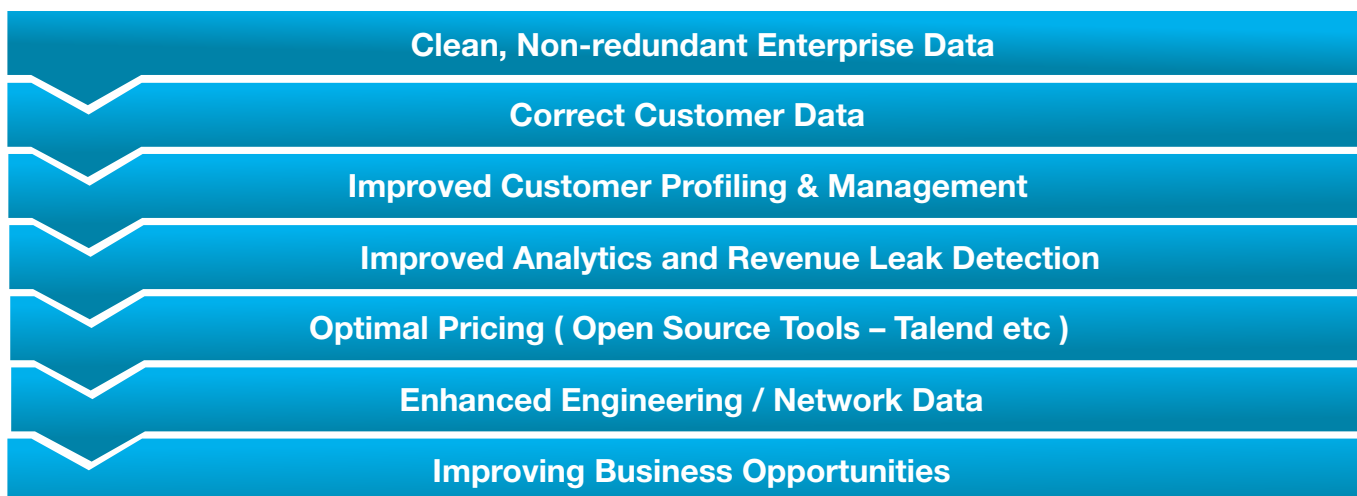 Clean, Non-redundant Enterprise Data
Correct Customer Data
Improved Customer Profiling & Management
Improved Analytics and Revenue Leak Detection
Optimal Pricing ( Open Source Tools – Talend etc )
Enhanced Engineering / Network Data
Improving Business Opportunities